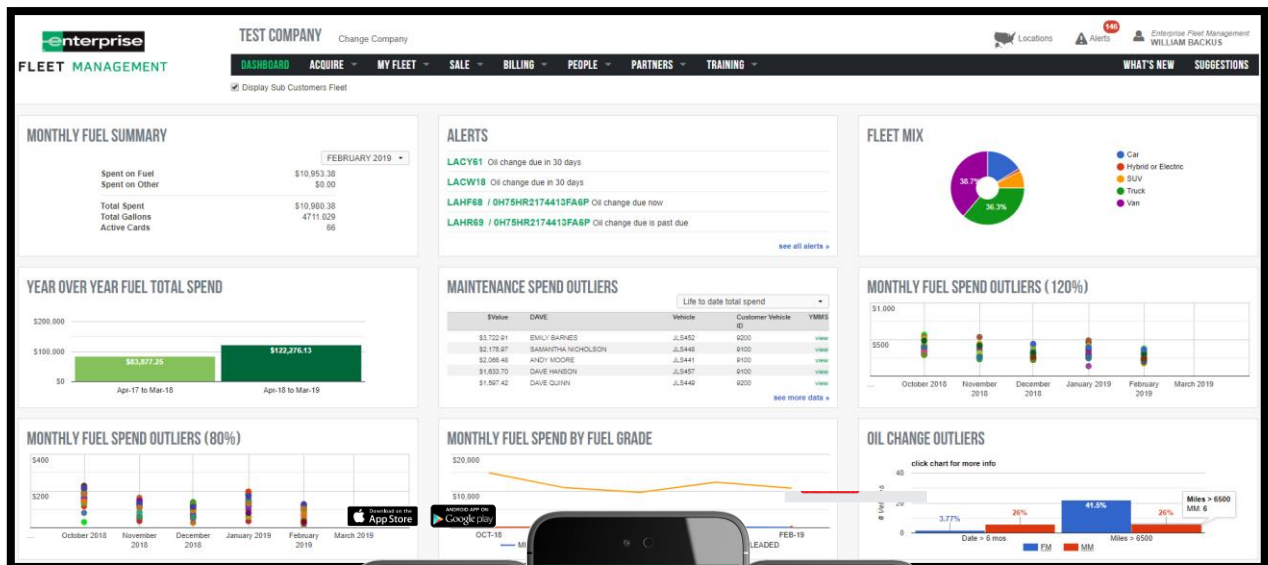 enterprise
FLEET MANAGEMENT
TEST COMPANY Change Company
Locations
146
Alerts
Enterprise Fleet Management
WILLIAM BACKUS
DASHBOARD ACQUIRE MY FLEET SALE BILLING PEOPLE PARTNERS TRAINING WHAT'S NEW SUGGESTIONS
Display Sub Customers Fleet
MONTHLY FUEL SUMMARY
FEBRUARY 2019
Spent on Fuel $10,953.38
Spent on Other $0.00
Total Spent $10,980.38
Total Gallons 4711.029
Active Cards 66
ALERTS
LACY61 Oil change due in 30 days
LACW18 Oil change due in 30 days
LAHF68 / 0H75HR2174413FA6P Oil change due now
LAHR69 / 0H75HR2174413FA6P Oil change due is past due
see all alerts »
FLEET MIX
38.7%
36.3%
Car
Hybrid or Electric
SUV
Truck
Van
YEAR OVER YEAR FUEL TOTAL SPEND
$200,000
$100,000
$0
$83,877.25
$122,276.13
Apr-17 to Mar-18 Apr-18 to Mar-19
MAINTENANCE SPEND OUTLIERS
Life to date total spend
$Value DAVE Vehicle Customer Vehicle ID YMMS
$3,722.91 EMILY BARNES JLS452 9200 view
$2,175.97 SAMANTHA NICHOLSON JLS448 9100 view
$2,066.48 ANDY MOORE JLS441 9100 view
$1,633.70 DAVE HANSON JLS457 9100 view
$1,597.42 DAVE QUINN JLS449 9200 view
see more data »
MONTHLY FUEL SPEND OUTLIERS (120%)
$1,000
$500
... October 2018 November 2018 December 2018 January 2019 February 2019 March 2019
MONTHLY FUEL SPEND OUTLIERS (80%)
$400
$200
... October 2018 November 2018 December 2018 January 2019 February 2019 March 2019
Download on the
App Store
ANDROID APP ON
Google play
MONTHLY FUEL SPEND BY FUEL GRADE
$20,000
$10,000
OCT-18 FEB-19
LEADED
OIL CHANGE OUTLIERS
click chart for more info
40
20
0
3.77%
26%
41.5%
26%
Miles > 6500
MM: 6
Date > 6 mos. Miles > 6500
FM MM